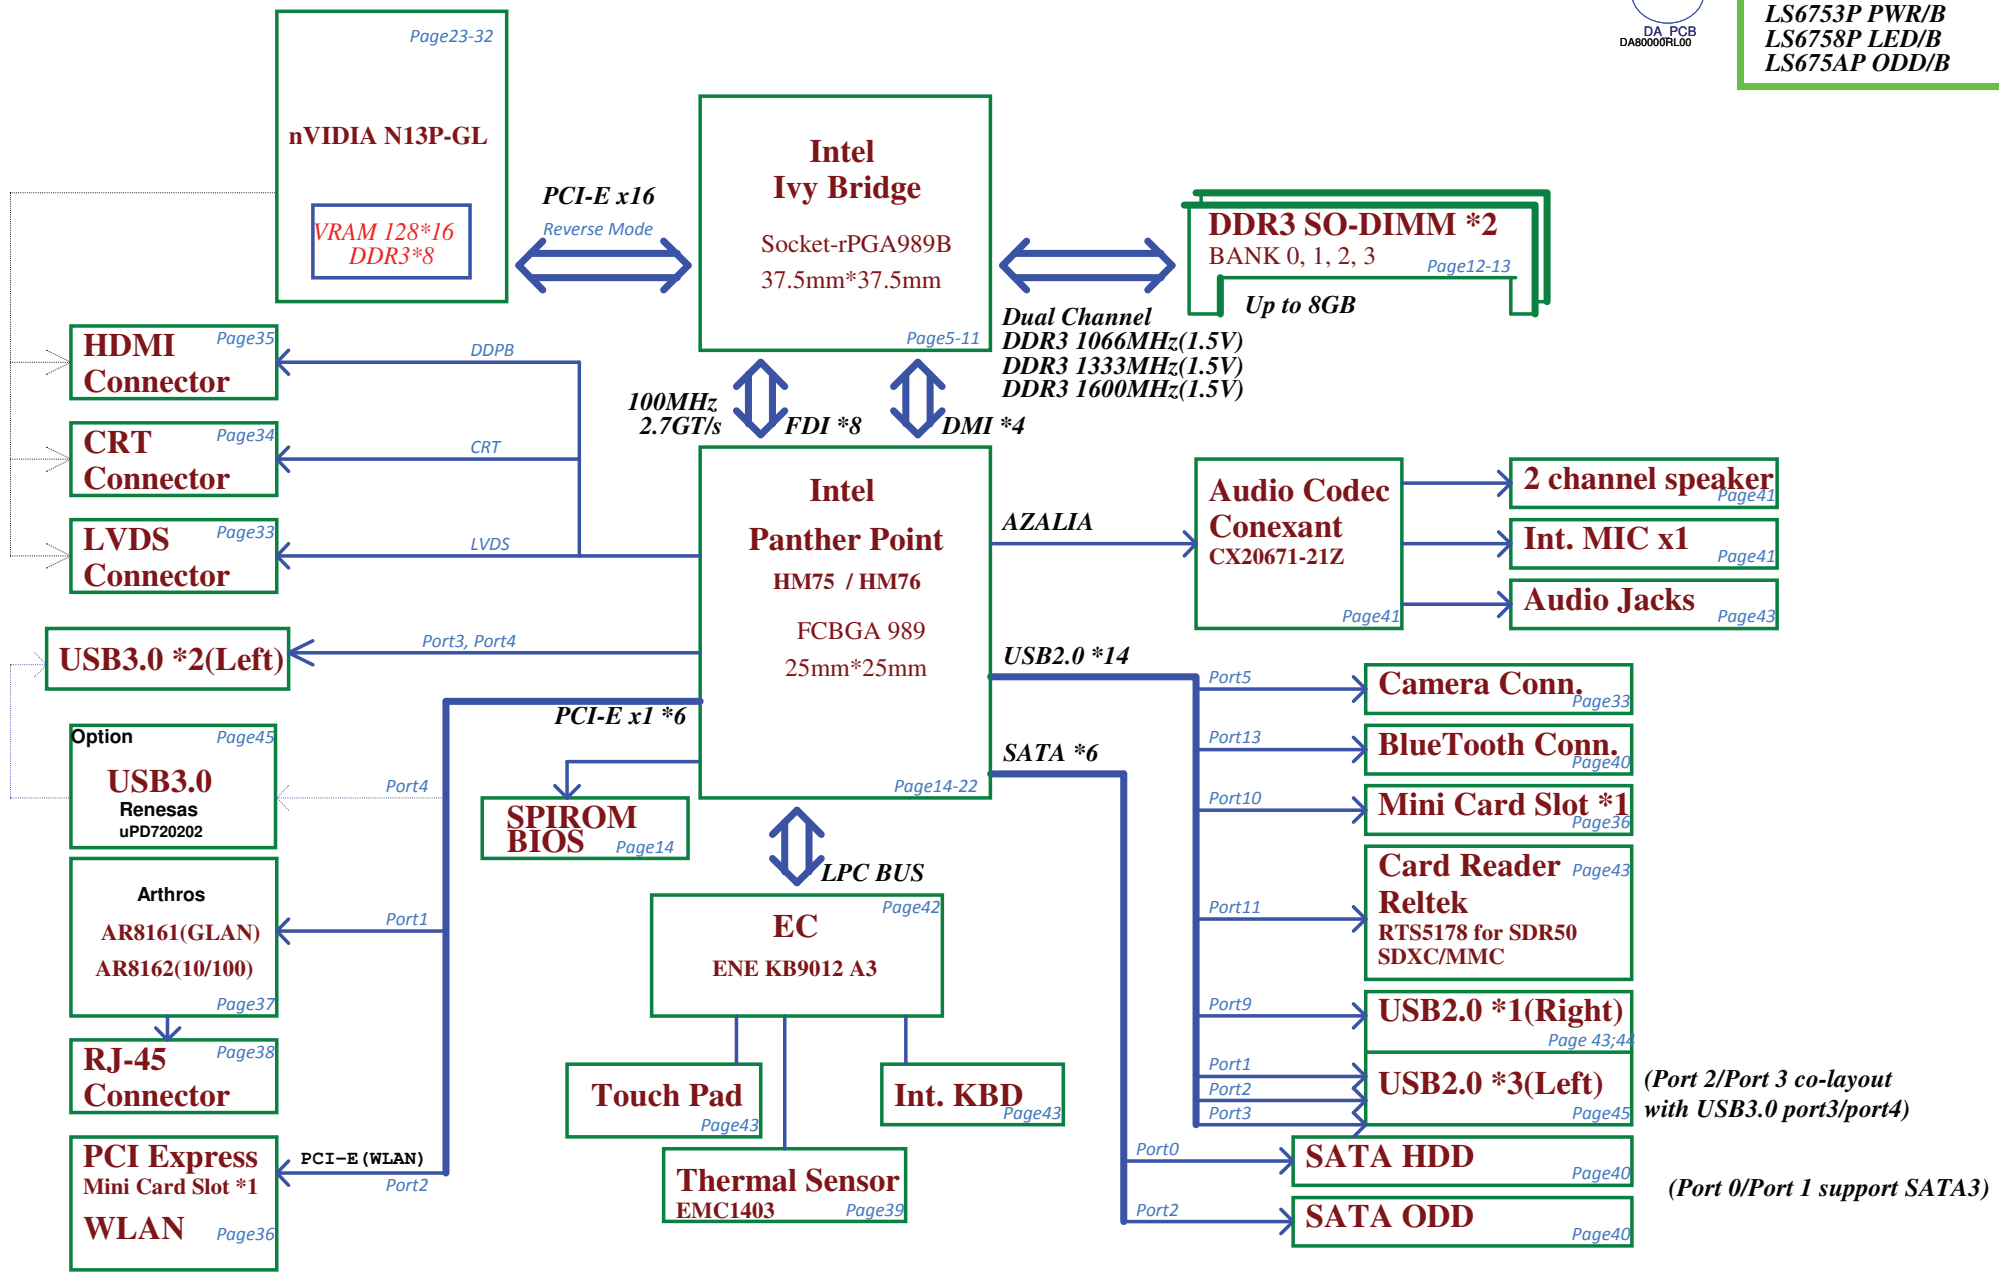 DA_PCB
DA80000RL00
LS6753P PWR/B
LS6758P LED/B
LS675AP ODD/B
Page23-32
nVIDIA N13P-GL
VRAM 128*16
DDR3*8
PCI-E x16
Reverse Mode
Intel
Ivy Bridge
Socket-rPGA989B
37.5mm*37.5mm
Page5-11
DDR3 SO-DIMM *2
BANK 0, 1, 2, 3
Page12-13
Up to 8GB
Dual Channel
DDR3 1066MHz(1.5V)
DDR3 1333MHz(1.5V)
DDR3 1600MHz(1.5V)
HDMI
Connector
Page35
DDPB
CRT
Connector
Page34
CRT
LVDS
Connector
Page33
LVDS
100MHz
2.7GT/s
FDI *8
DMI *4
Intel
Panther Point
HM75 / HM76
FCBGA 989
25mm*25mm
Page14-22
AZALIA
Audio Codec
Conexant
CX20671-21Z
Page41
2 channel speaker
Page41
Int. MIC x1
Page41
Audio Jacks
Page43
USB3.0 *2(Left)
Port3, Port4
PCI-E x1 *6
USB2.0 *14
SATA *6
Option
Page45
USB3.0
Renesas
uPD720202
Port4
SPIROM
BIOS
Page14
LPC BUS
Arthros
AR8161(GLAN)
AR8162(10/100)
Page37
Port1
RJ-45
Connector
Page38
PCI Express
Mini Card Slot *1
WLAN
Page36
PCI-E(WLAN)
Port2
EC
Page42
ENE KB9012 A3
Touch Pad
Page43
Int. KBD
Page43
Thermal Sensor
EMC1403
Page39
Port5
Camera Conn.
Page33
Port13
BlueTooth Conn.
Page40
Port10
Mini Card Slot *1
Page36
Port11
Card Reader
Page43
Reltek
RTS5178 for SDR50
SDXC/MMC
Port9
USB2.0 *1(Right)
Page 43;44
Port1
Port2
Port3
USB2.0 *3(Left)
Page45
(Port 2/Port 3 co-layout
with USB3.0 port3/port4)
Port0
SATA HDD
Page40
(Port 0/Port 1 support SATA3)
Port2
SATA ODD
Page40